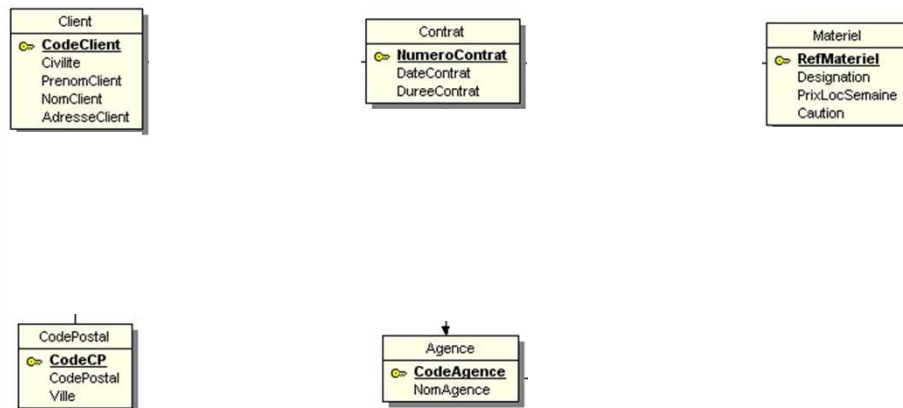 Client
CodeClient
Civilite
PrenomClient
NomClient
AdresseClient
Contrat
NumeroContrat
DateContrat
DureeContrat
Materiel
RefMateriel
Designation
PrixLocSemaine
Caution
CodePostal
CodeCP
CodePostal
Ville
Agence
CodeAgence
NomAgence